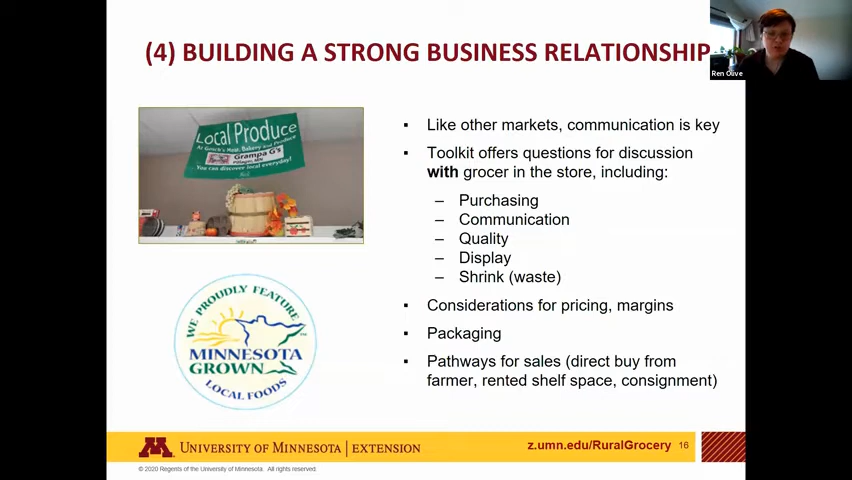 (4) BUILDING A STRONG BUSINESS RELATIONSHIP
Ren Olive
Local Produce
Grampa G's
You can discover local everyday!
WE PROUDLY FEATURE
MINNESOTA
GROWN
LOCAL FOODS
▪ Like other markets, communication is key
▪ Toolkit offers questions for discussion
with grocer in the store, including:
– Purchasing
– Communication
– Quality
– Display
– Shrink (waste)
▪ Considerations for pricing, margins
▪ Packaging
▪ Pathways for sales (direct buy from
farmer, rented shelf space, consignment)
UNIVERSITY OF MINNESOTA | EXTENSION
z.umn.edu/RuralGrocery 16
© 2020 Regents of the University of Minnesota. All rights reserved.